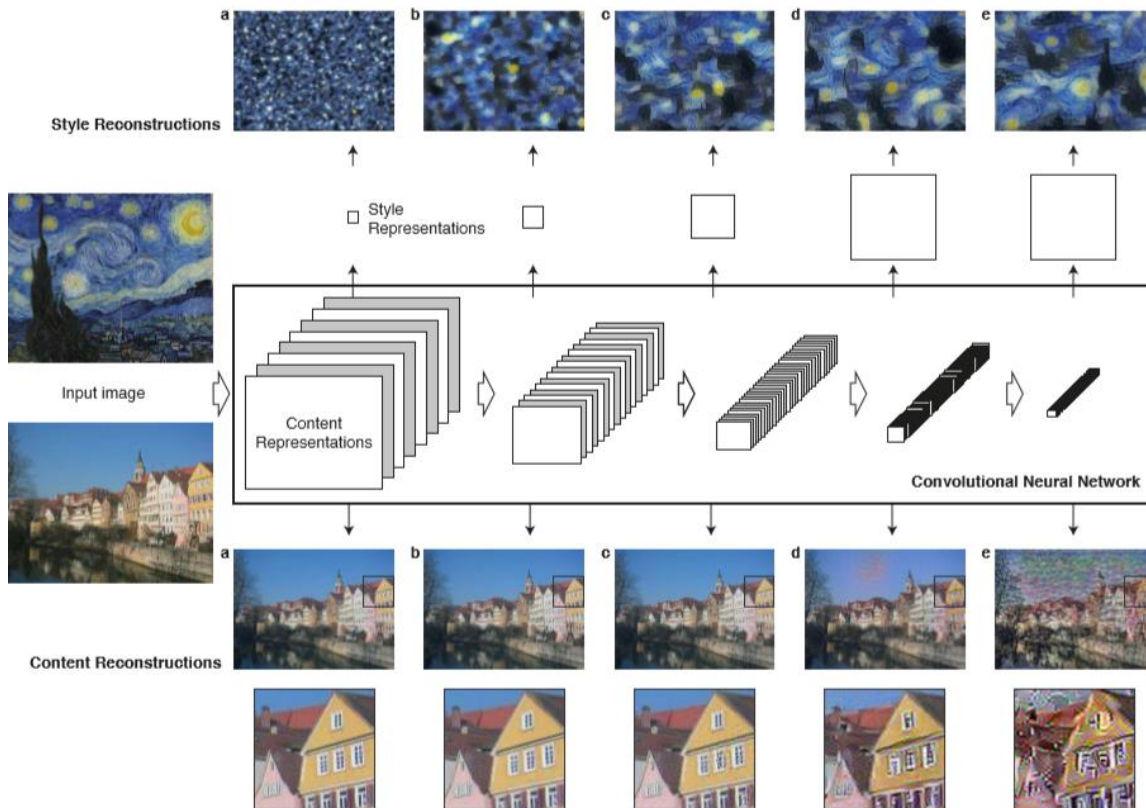 a
b
c
d
e
Style Reconstructions
Style
Representations
Input image
Content
Representations
Convolutional Neural Network
a
b
c
d
e
Content Reconstructions